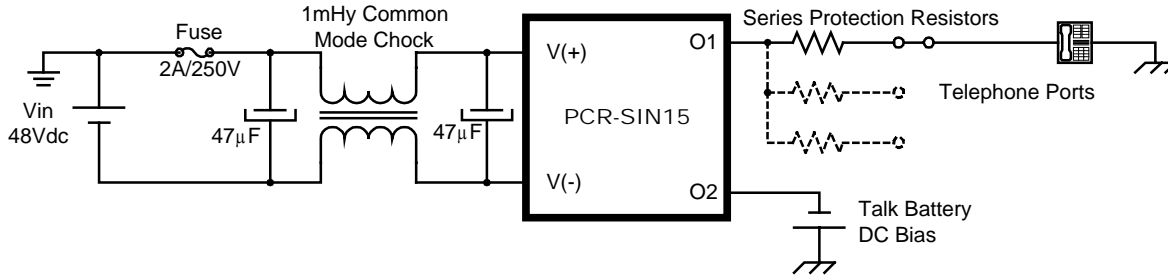 Fuse
2A/250V
1mHy Common
Mode Chock
Vin
48Vdc
47μF
47μF
V(+)
V(-)
PCR-SIN15
O1
O2
Series Protection Resistors
Telephone Ports
Talk Battery
DC Bias